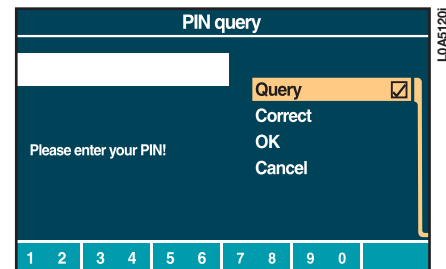 PIN query
Query
Correct
Please enter your PIN!
OK
Cancel
1 2 3 4 5 6 7 8 9 0
L0A5120i